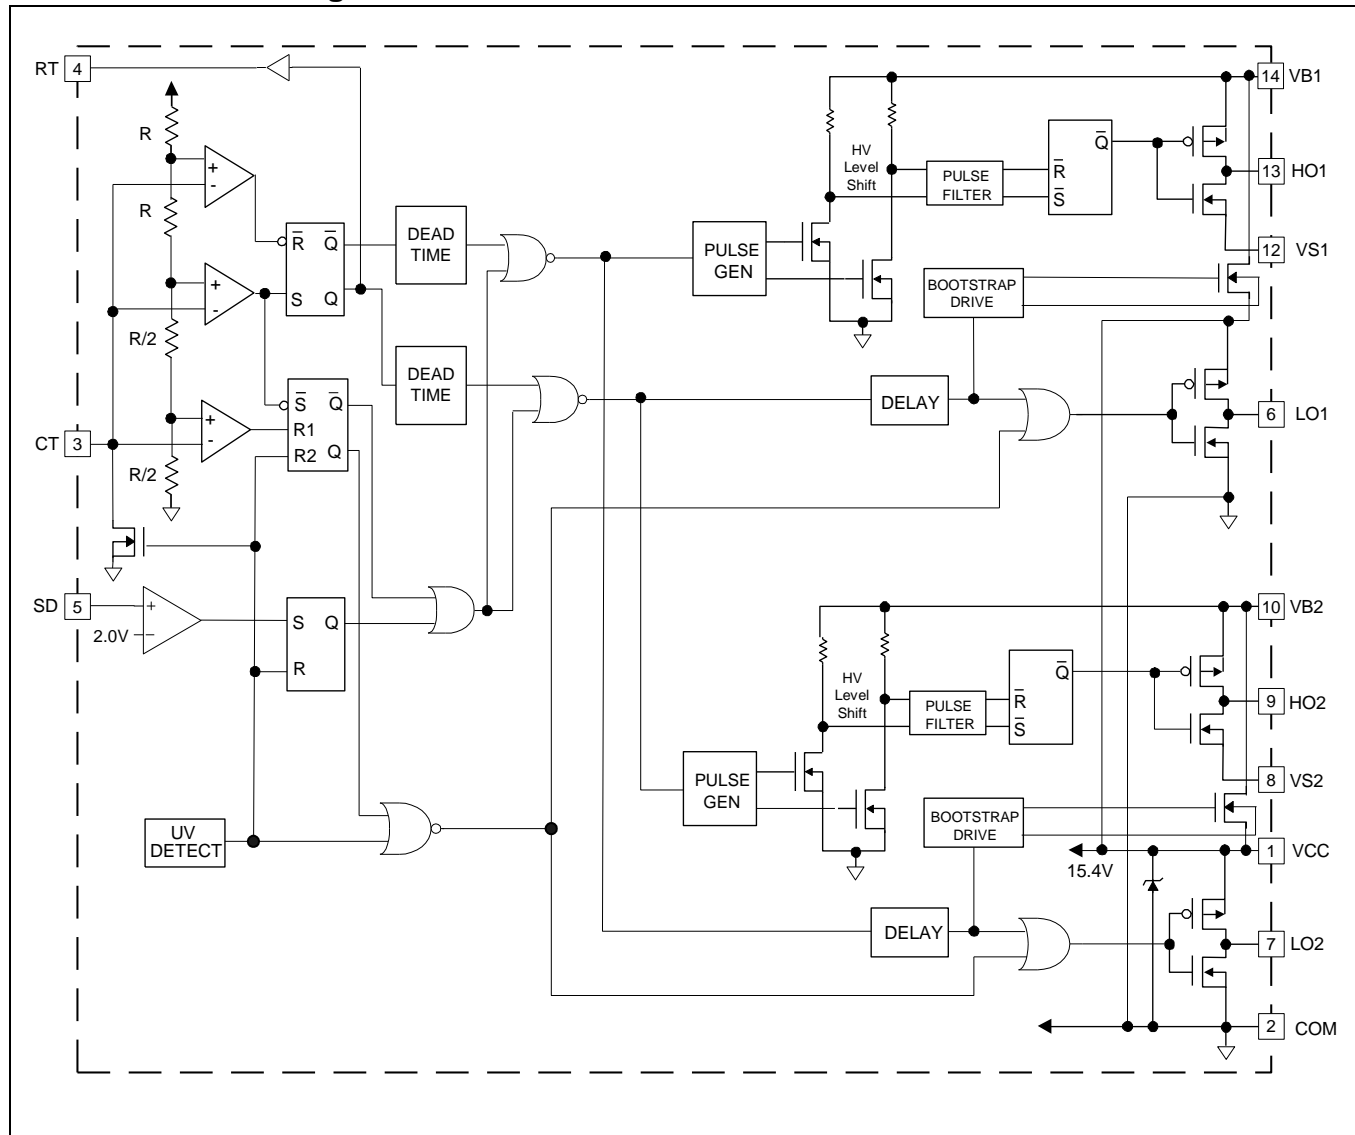 RT 4
14 VB1
R
+
-
HV
Level
Shift
PULSE
FILTER
R̅
S̅
Q̅
13 HO1
R
DEAD
TIME
R̅ Q̅
S Q
PULSE
GEN
12 VS1
+
-
BOOTSTRAP
DRIVE
R/2
DEAD
TIME
DELAY
S̅ Q̅
R1
R2 Q
+
-
6 LO1
CT 3
R/2
SD 5
+
2.0V
S Q
R
10 VB2
HV
Level
Shift
PULSE
FILTER
R̅
S̅
Q̅
9 HO2
PULSE
GEN
8 VS2
BOOTSTRAP
DRIVE
UV
DETECT
15.4V
1 VCC
DELAY
7 LO2
2 COM